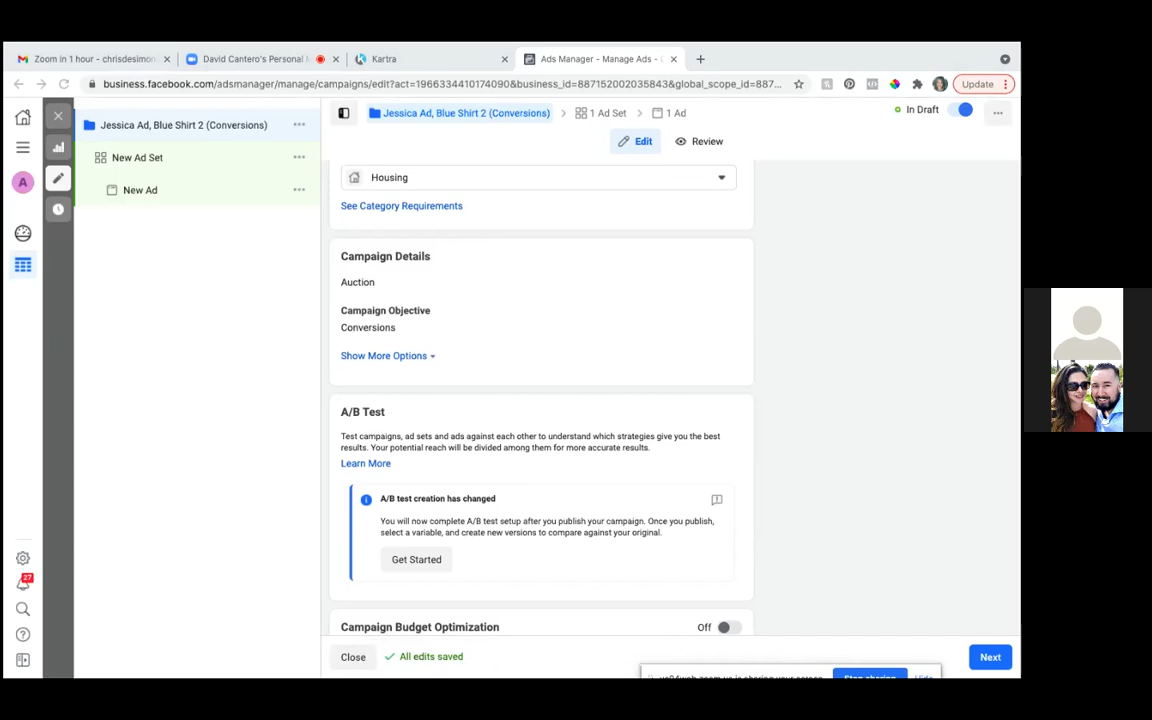 Zoom in 1 hour - chrisdesimon
David Cantero's Personal
Kartra
Ads Manager - Manage Ads -
business.facebook.com/adsmanager/manage/campaigns/edit?act=1966334410174090&business_id=887152002035843&global_scope_id=887...
Update
Jessica Ad, Blue Shirt 2 (Conversions)
1 Ad Set
1 Ad
In Draft
Jessica Ad, Blue Shirt 2 (Conversions)
Edit
Review
New Ad Set
A
New Ad
Housing
See Category Requirements
Campaign Details
Auction
Campaign Objective
Conversions
Show More Options
A/B Test
Test campaigns, ad sets and ads against each other to understand which strategies give you the best
results. Your potential reach will be divided among them for more accurate results.
Learn More
A/B test creation has changed
You will now complete A/B test setup after you publish your campaign. Once you publish,
select a variable, and create new versions to compare against your original.
Get Started
27
Campaign Budget Optimization
Off
Close
All edits saved
Next
is sharing your screen.
Stop sharing
Hide